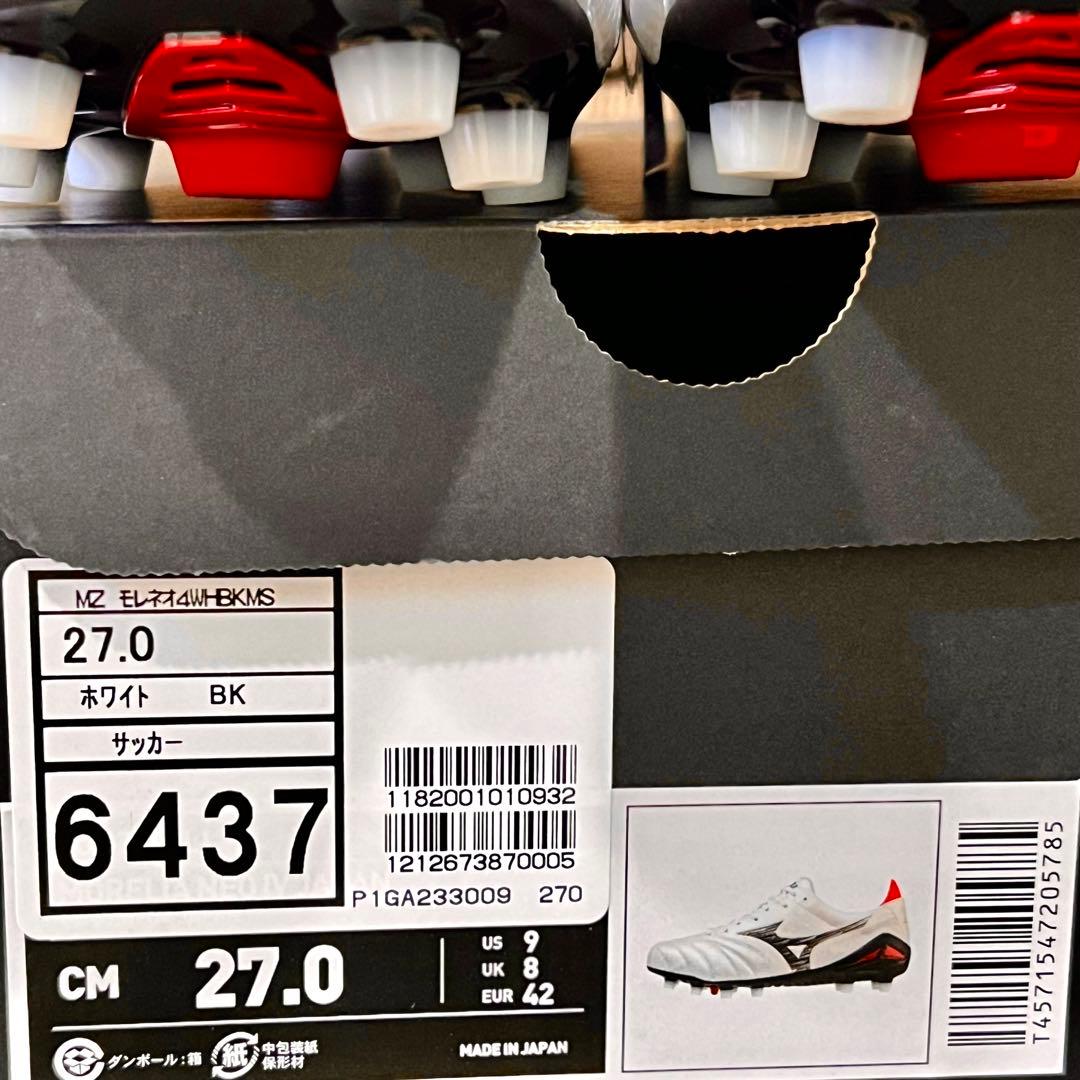 MZ モレネオ4WHBKMS
27.0
ホワイト BK
サッカー
6437
1182001010932
1212673870005
P1GA233009 270
CM 27.0
US 9
UK 8
EUR 42
ダンボール:箱
紙 中包装紙
保形材
MADE IN JAPAN
T4571547205785